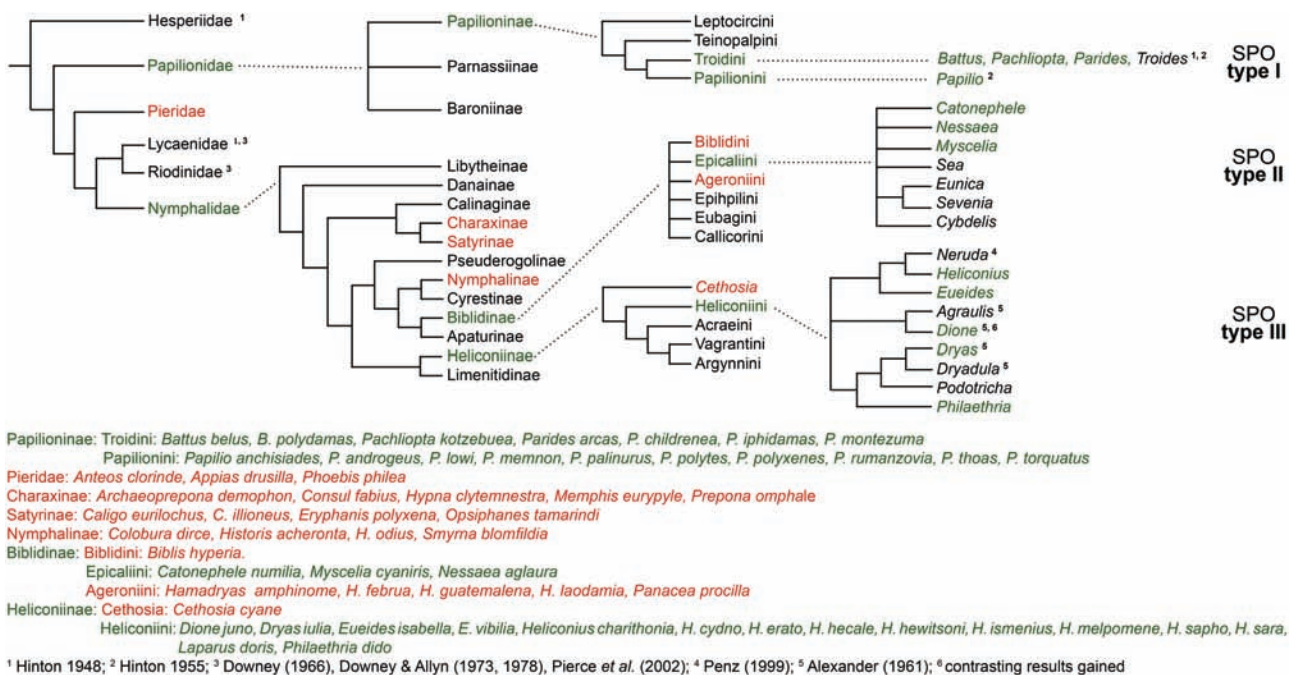 Hesperiidae ¹
Papilionidae
Pieridae
Lycaenidae ¹, ³
Riodinidae ³
Nymphalidae
Papilioninae
Parnassiinae
Baroniinae
Leptocircini
Teinopalpini
Troidini
Papilionini
Battus, Pachliopta, Parides, Troides ¹, ²
Papilio ²
SPO
type I
Libytheinae
Danainae
Calinaginae
Charaxinae
Satyrinae
Pseuderogolinae
Nymphalinae
Cyrestinae
Biblidinae
Apaturinae
Heliconiinae
Limenitidinae
Biblidini
Epicaliini
Ageroniini
Epihpilini
Eubagini
Callicorini
Catonephele
Nessaea
Myscelia
Sea
Eunica
Sevenia
Cybdelis
SPO
type II
Cethosia
Heliconiini
Acraeini
Vagrantini
Argynnini
Neruda ⁴
Heliconius
Eueides
Agraulis ⁵
Dione ⁵, ⁶
Dryas ⁵
Dryadula ⁵
Podotricha
Philaethria
SPO
type III
Papilioninae: Troidini: Battus belus, B. polydamas, Pachliopta kotzebuea, Parides arcas, P. childrenea, P. iphidamas, P. montezuma
Papilionini: Papilio anchisiades, P. androgeus, P. lowi, P. memnon, P. palinurus, P. polytes, P. polyxenes, P. rumanzovia, P. thoas, P. torquatus
Pieridae: Anteos clorinde, Appias drusilla, Phoebis philea
Charaxinae: Archaeoprepona demophon, Consul fabius, Hypna clytemnestra, Memphis eurypyle, Prepona omphale
Satyrinae: Caligo eurilochus, C. illioneus, Eryphanis polyxena, Opsiphanes tamarindi
Nymphalinae: Colobura dirce, Historis acheronta, H. odius, Smyrna blomfildia
Biblidinae: Biblidini: Biblis hyperia.
Epicaliini: Catonephele numilia, Myscelia cyaniris, Nessaea aglaura
Ageroniini: Hamadryas amphinome, H. februa, H. guatemalena, H. laodamia, Panacea procilla
Heliconiinae: Cethosia: Cethosia cyane
Heliconiini: Dione juno, Dryas iulia, Eueides isabella, E. vibilia, Heliconius charithonia, H. cydno, H. erato, H. hecale, H. hewitsoni, H. ismenius, H. melpomene, H. sapho, H. sara,
Laparus doris, Philaethria dido
¹ Hinton 1948; ² Hinton 1955; ³ Downey (1966), Downey & Allyn (1973, 1978), Pierce et al. (2002); ⁴ Penz (1999); ⁵ Alexander (1961); ⁶ contrasting results gained